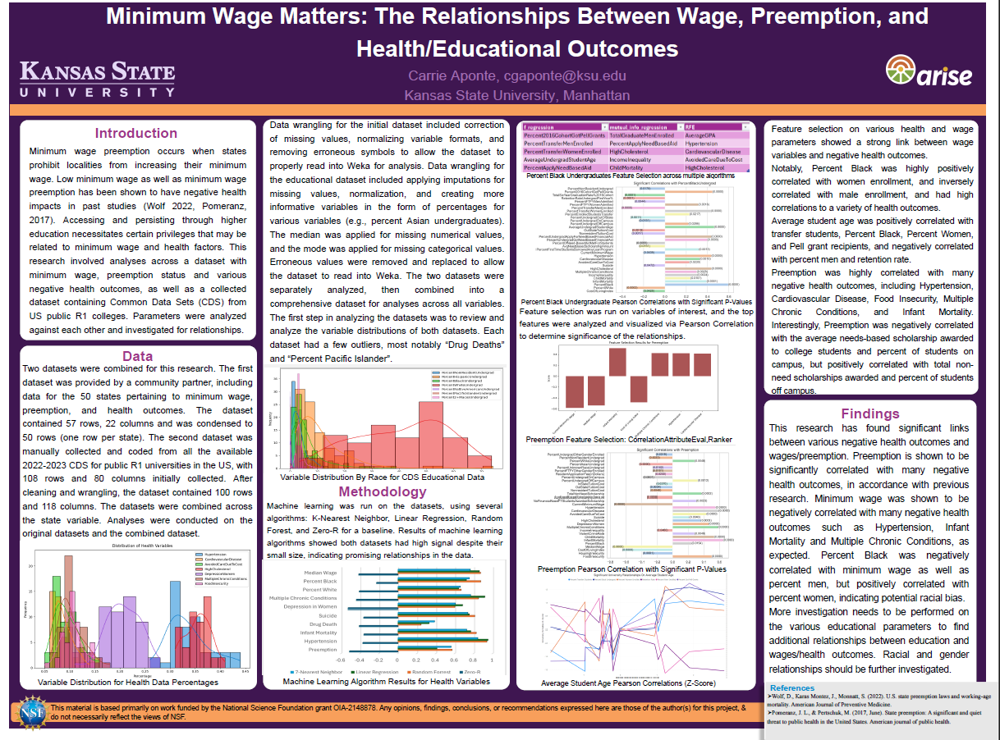 Minimum Wage Matters: The Relationships Between Wage, Preemption, and
Health/Educational Outcomes
KANSAS STATE
UNIVERSITY
Carrie Aponte, cgaponte@ksu.edu
Kansas State University, Manhattan
arise
Introduction
Minimum wage preemption occurs when states
prohibit localities from increasing their minimum
wage. Low minimum wage as well as minimum wage
preemption has been shown to have negative health
impacts in past studies (Wolf 2022, Pomeranz,
2017). Accessing and persisting through higher
education necessitates certain privileges that may be
related to minimum wage and health factors. This
research involved analyses across a dataset with
minimum wage, preemption status and various
negative health outcomes, as well as a collected
dataset containing Common Data Sets (CDS) from
US public R1 colleges. Parameters were analyzed
against each other and investigated for relationships.
Data
Two datasets were combined for this research. The first
dataset was provided by a community partner, including
data for the 50 states pertaining to minimum wage,
preemption, and health outcomes. The dataset
contained 57 rows, 22 columns and was condensed to
50 rows (one row per state). The second dataset was
manually collected and coded from all the available
2022-2023 CDS for public R1 universities in the US, with
108 rows and 80 columns initially collected. After
cleaning and wrangling, the dataset contained 100 rows
and 118 columns. The datasets were combined across
the state variable. Analyses were conducted on the
original datasets and the combined dataset.
Distribution of Health Variables
Hypertension
CardiovascularDisease
AvoidedCareDueToCost
HighCholesterol
DepressionWomen
MultipleChronicConditions
FoodInsecurity
Frequency
20
15
10
5
0
0.05 0.10 0.15 0.20 0.25 0.30 0.35 0.40 0.45
Percentage
Variable Distribution for Health Data Percentages
Data wrangling for the initial dataset included correction
of missing values, normalizing variable formats, and
removing erroneous symbols to allow the dataset to
properly read into Weka for analysis. Data wrangling for
the educational dataset included applying imputations for
missing values, normalization, and creating more
informative variables in the form of percentages for
various variables (e.g., percent Asian undergraduates).
The median was applied for missing numerical values,
and the mode was applied for missing categorical values.
Erroneous values were removed and replaced to allow
the dataset to read into Weka. The two datasets were
separately analyzed, then combined into a
comprehensive dataset for analyses across all variables.
The first step in analyzing the datasets was to review and
analyze the variable distributions of both datasets. Each
dataset had a few outliers, most notably “Drug Deaths”
and “Percent Pacific Islander”.
Variable Distribution By Race for CDS Educational Data
Methodology
Machine learning was run on the datasets, using several
algorithms: K-Nearest Neighbor, Linear Regression, Random
Forest, and Zero-R for a baseline. Results of machine learning
algorithms showed both datasets had high signal despite their
small size, indicating promising relationships in the data.
Median Wage
Percent Black
Percent White
Multiple Chronic Conditions
Depression in Women
Suicide
Drug Death
Infant Mortality
Hypertension
Preemption
-0.6 -0.4 -0.2 0 0.2 0.4 0.6 0.8 1
7-Nearest Neighbor Linear Regression Random Forest Zero-R
Machine Learning Algorithm Results for Health Variables
f_regression mutual_info_regression RFE
Percent2016CohortGotPellGrants TotalGraduateMenEnrolled AverageGPA
PercentTransferMenEnrolled PercentApplyNeedBasedAid Hypertension
PercentTransferWomenEnrolled HighCholesterol CardiovascularDisease
AverageUndergradStudentAge IncomeInequality AvoidedCareDueToCost
PercentApplyNeedBasedAid ChildMortality HighCholesterol
Percent Black Undergraduates Feature Selection across multiple algorithms
Significant Correlations with PercentBlackUndergrad
Percent Black Undergraduate Pearson Correlations with Significant P-Values
Feature selection was run on variables of interest, and the top
features were analyzed and visualized via Pearson Correlation
to determine significance of the relationships.
Feature Selection Results for Preemption
Preemption Feature Selection: CorrelationAttributeEval,Ranker
Significant Correlations with Preemption
Preemption Pearson Correlation with Significant P-Values
Significant University Relationships On Average Student Age
Average Student Age Pearson Correlations (Z-Score)
Feature selection on various health and wage
parameters showed a strong link between wage
variables and negative health outcomes.
Notably, Percent Black was highly positively
correlated with women enrollment, and inversely
correlated with male enrollment, and had high
correlations to a variety of health outcomes.
Average student age was positively correlated with
transfer students, Percent Black, Percent Women,
and Pell grant recipients, and negatively correlated
with percent men and retention rate.
Preemption was highly correlated with many
negative health outcomes, including Hypertension,
Cardiovascular Disease, Food Insecurity, Multiple
Chronic Conditions, and Infant Mortality.
Interestingly, Preemption was negatively correlated
with the average needs-based scholarship awarded
to college students and percent of students on
campus, but positively correlated with total non-
need scholarships awarded and percent of students
off campus.
Findings
This research has found significant links
between various negative health outcomes and
wages/preemption. Preemption is shown to be
significantly correlated with many negative
health outcomes, in accordance with previous
research. Minimum wage was shown to be
negatively correlated with many negative health
outcomes such as Hypertension, Infant
Mortality and Multiple Chronic Conditions, as
expected. Percent Black was negatively
correlated with minimum wage as well as
percent men, but positively correlated with
percent women, indicating potential racial bias.
More investigation needs to be performed on
the various educational parameters to find
additional relationships between education and
wages/health outcomes. Racial and gender
relationships should be further investigated.
References
➢Wolf, D., Karas Montez, J., Monnatt, S. (2022). U.S. state preemption laws and working-age
mortality. American Journal of Preventive Medicine.
➢Pomeranz, J. L., & Pertschuk, M. (2017, June). State preemption: A significant and quiet
threat to public health in the United States. American journal of public health.
NSF
This material is based primarily on work funded by the National Science Foundation grant OIA-2148878. Any opinions, findings, conclusions, or recommendations expressed here are those of the author(s) for this project, &
do not necessarily reflect the views of NSF.